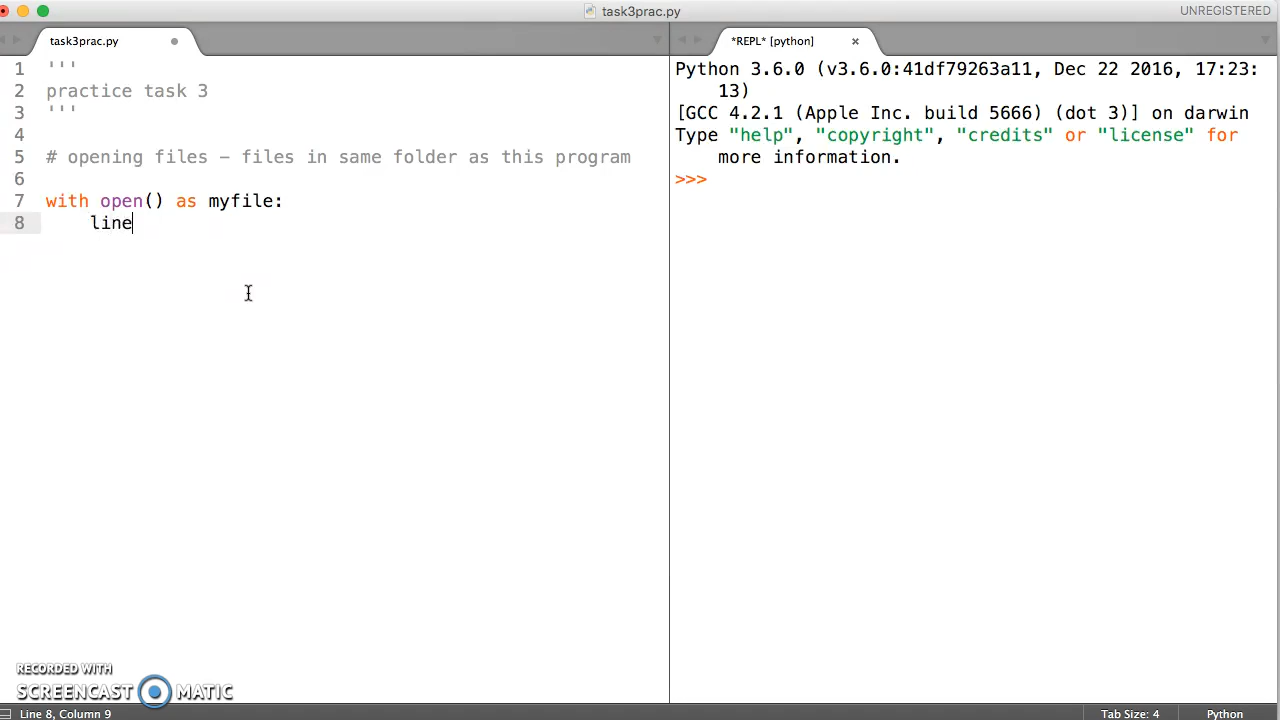 task3prac.py
UNREGISTERED
task3prac.py
*REPL* [python]
1 '''
2 practice task 3
3 '''
4
5 # opening files - files in same folder as this program
6
7 with open() as myfile:
8 line
Python 3.6.0 (v3.6.0:41df79263a11, Dec 22 2016, 17:23:
13)
[GCC 4.2.1 (Apple Inc. build 5666) (dot 3)] on darwin
Type "help", "copyright", "credits" or "license" for
more information.
>>>
RECORDED WITH
SCREENCAST MATIC
Line 8, Column 9
Tab Size: 4
Python